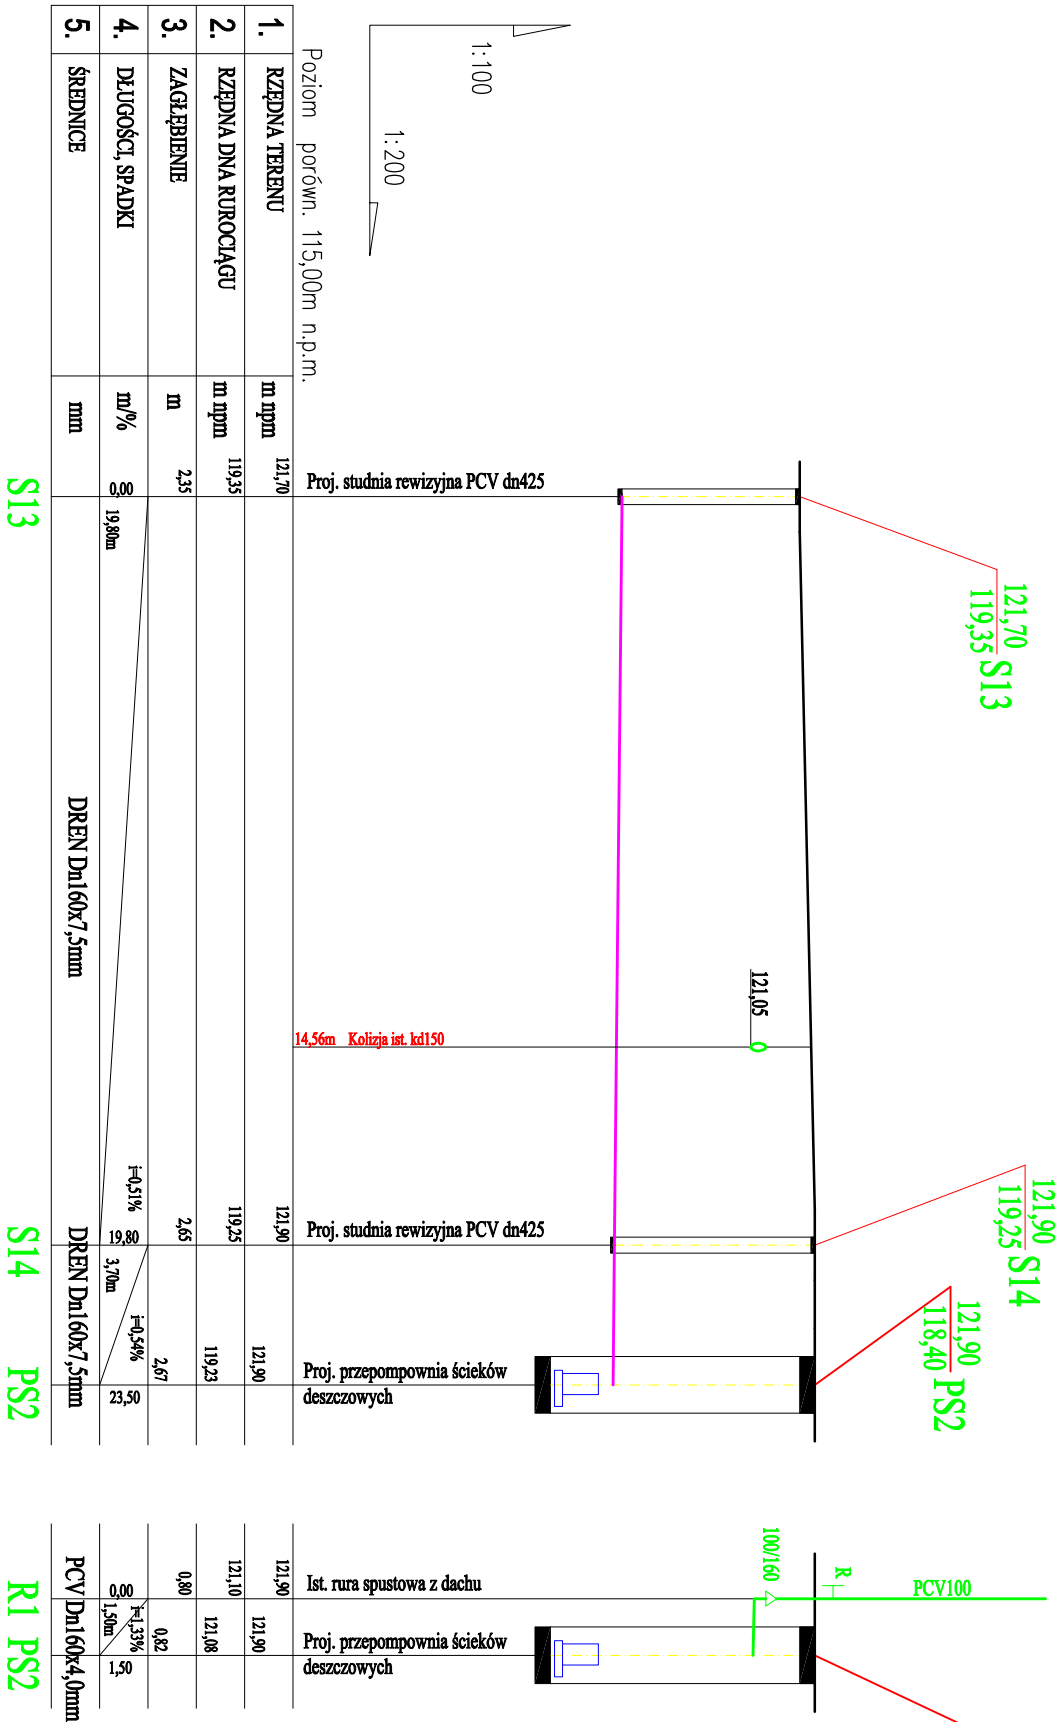 1:100
1:200
Poziom porówn. 115,00m n.p.m.
121,70
119,35 S13
121,90
119,25 S14
121,90
118,40 PS2
121,05
PCV100
R
100/160
Proj. studnia rewizyjna PCV dn425
14,56m Kolizja ist. kd150
Proj. studnia rewizyjna PCV dn425
Proj. przepompownia ścieków
deszczowych
Ist. rura spustowa z dachu
Proj. przepompownia ścieków
deszczowych
1. RZĘDNA TERENU m npm 121,70 121,90 121,90 121,90 121,90
2. RZĘDNA DNA RUROCIĄGU m npm 119,35 119,25 119,23 121,10 121,08
3. ZAGŁĘBIENIE m 2,35 2,65 2,67 0,80 0,82
4. DŁUGOŚCI, SPADKI m/% 0,00 19,80m i=0,51% 19,80 3,70m i=0,54% 23,50 0,00 1,50m i=1,33% 1,50
5. ŚREDNICE mm DREN Dn160x7,5mm DREN Dn160x7,5mm PCV Dn160x4,0mm
S13 S14 PS2 R1 PS2